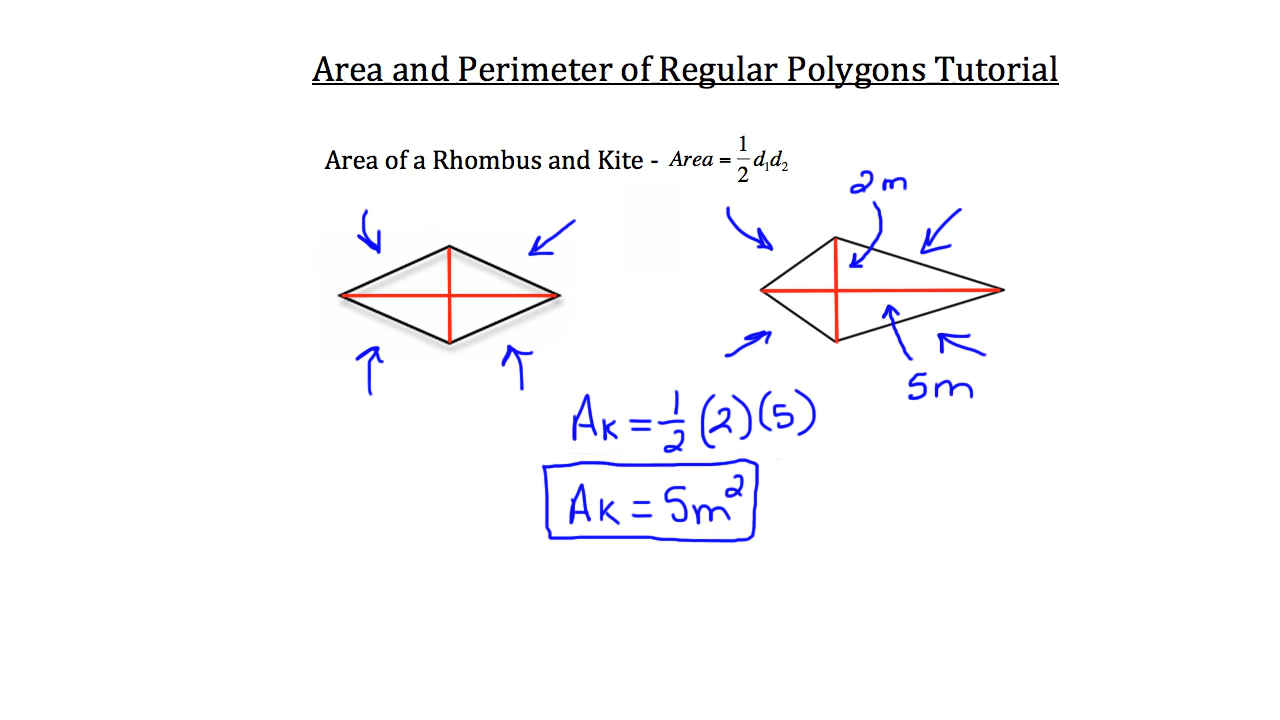 Area and Perimeter of Regular Polygons Tutorial
Area of a Rhombus and Kite - Area = 1/2 d₁d₂
2m
5m
AK = 1/2 (2)(5)
AK = 5m²